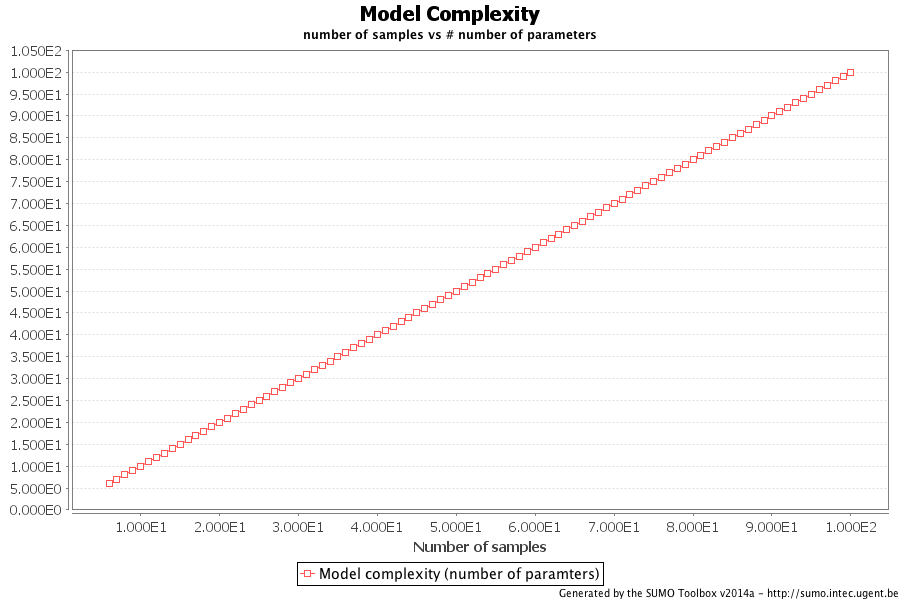 Model Complexity
number of samples vs # number of parameters
1.050E2
1.000E2
9.500E1
9.000E1
8.500E1
8.000E1
7.500E1
7.000E1
6.500E1
6.000E1
5.500E1
5.000E1
4.500E1
4.000E1
3.500E1
3.000E1
2.500E1
2.000E1
1.500E1
1.000E1
5.000E0
0.000E0
1.000E1 2.000E1 3.000E1 4.000E1 5.000E1 6.000E1 7.000E1 8.000E1 9.000E1 1.000E2
Number of samples
Model complexity (number of paramters)
Generated by the SUMO Toolbox v2014a - http://sumo.intec.ugent.be